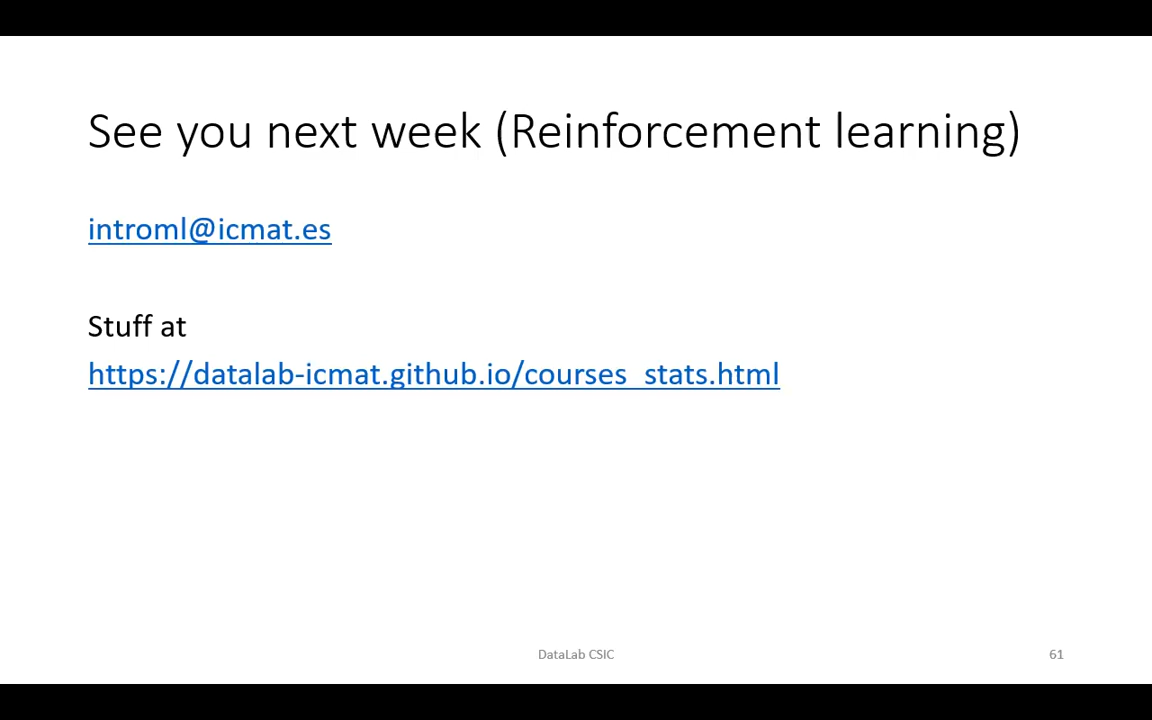 See you next week (Reinforcement learning)
introml@icmat.es
Stuff at
https://datalab-icmat.github.io/courses_stats.html
DataLab CSIC
61